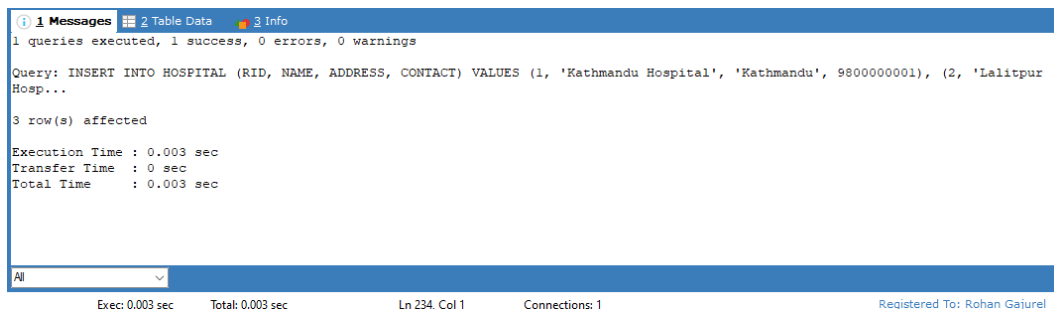 1 Messages 2 Table Data 3 Info
1 queries executed, 1 success, 0 errors, 0 warnings
Query: INSERT INTO HOSPITAL (RID, NAME, ADDRESS, CONTACT) VALUES (1, 'Kathmandu Hospital', 'Kathmandu', 9800000001), (2, 'Lalitpur
Hosp...
3 row(s) affected
Execution Time : 0.003 sec
Transfer Time  : 0 sec
Total Time     : 0.003 sec
All
Exec: 0.003 sec Total: 0.003 sec Ln 234, Col 1 Connections: 1 Registered To: Rohan Gajurel